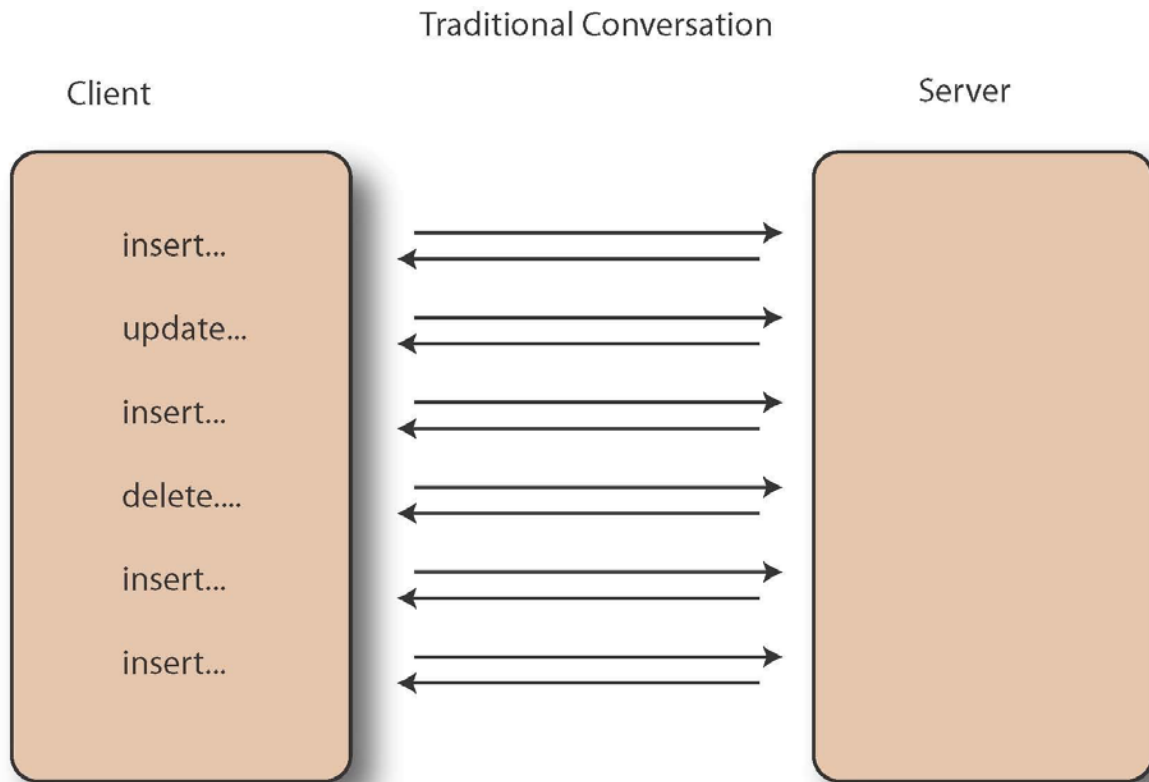 Traditional Conversation
Client
Server
insert...
update...
insert...
delete....
insert...
insert...